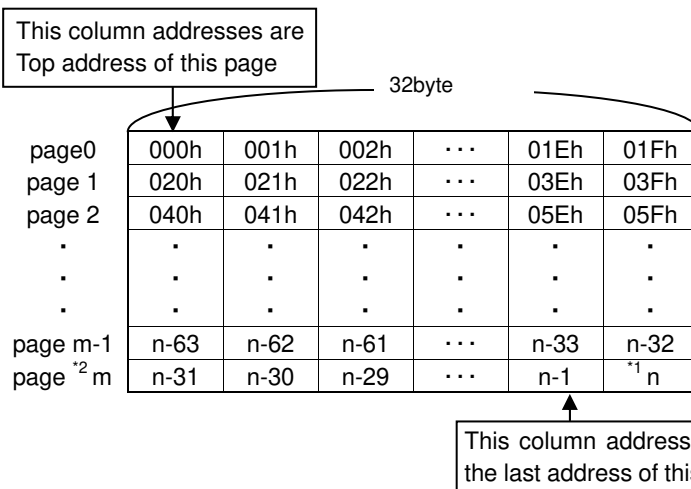 This column addresses are
Top address of this page
32byte
page0 000h 001h 002h ··· 01Eh 01Fh
page 1 020h 021h 022h ··· 03Eh 03Fh
page 2 040h 041h 042h ··· 05Eh 05Fh
· · · · · · ·
· · · · · · ·
· · · · · · ·
page m-1 n-63 n-62 n-61 ··· n-33 n-32
page *2 m n-31 n-30 n-29 ··· n-1 *1 n
This column address
the last address of this